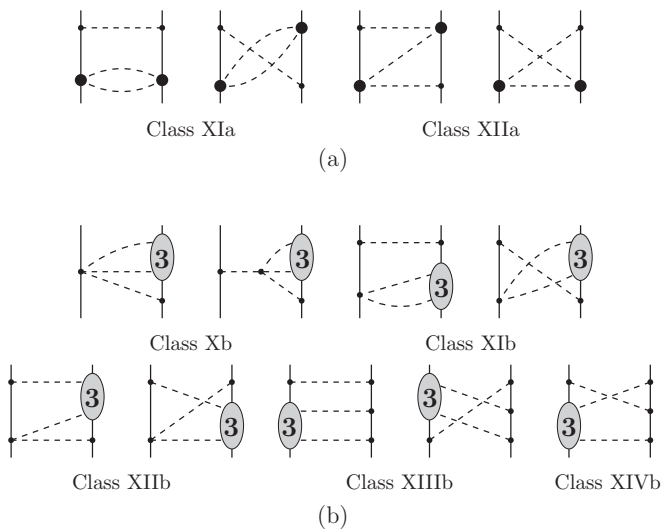 Class XIa Class XIIa
(a)
3 3 3 3
Class Xb Class XIb
3 3 3 3 3
Class XIIb Class XIIIb Class XIVb
(b)